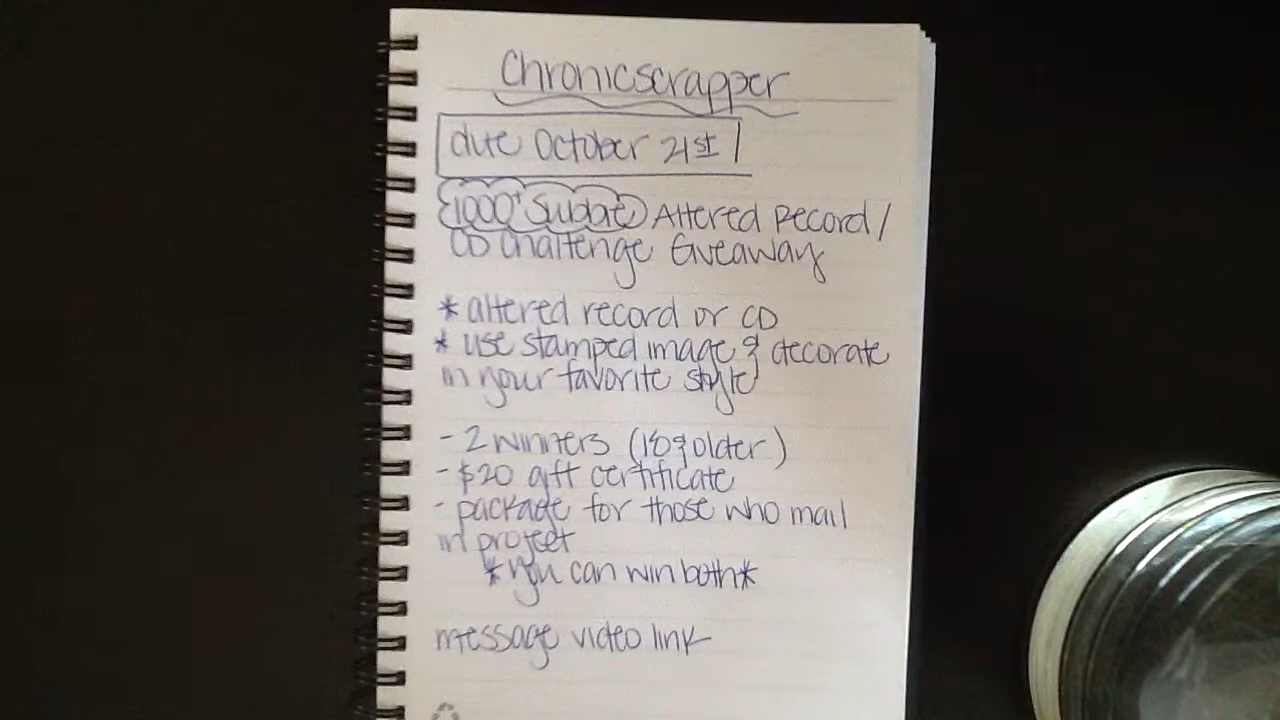 Chronicscrapper
due October 21st
1000+ Subbie Altered Record /
CD Challenge Giveaway
* altered record or CD
* use stamped image & decorate
in your favorite style
- 2 winners (18 & older)
- $20 gift certificate
- package for those who mail
in project
*you can win both*
message video link